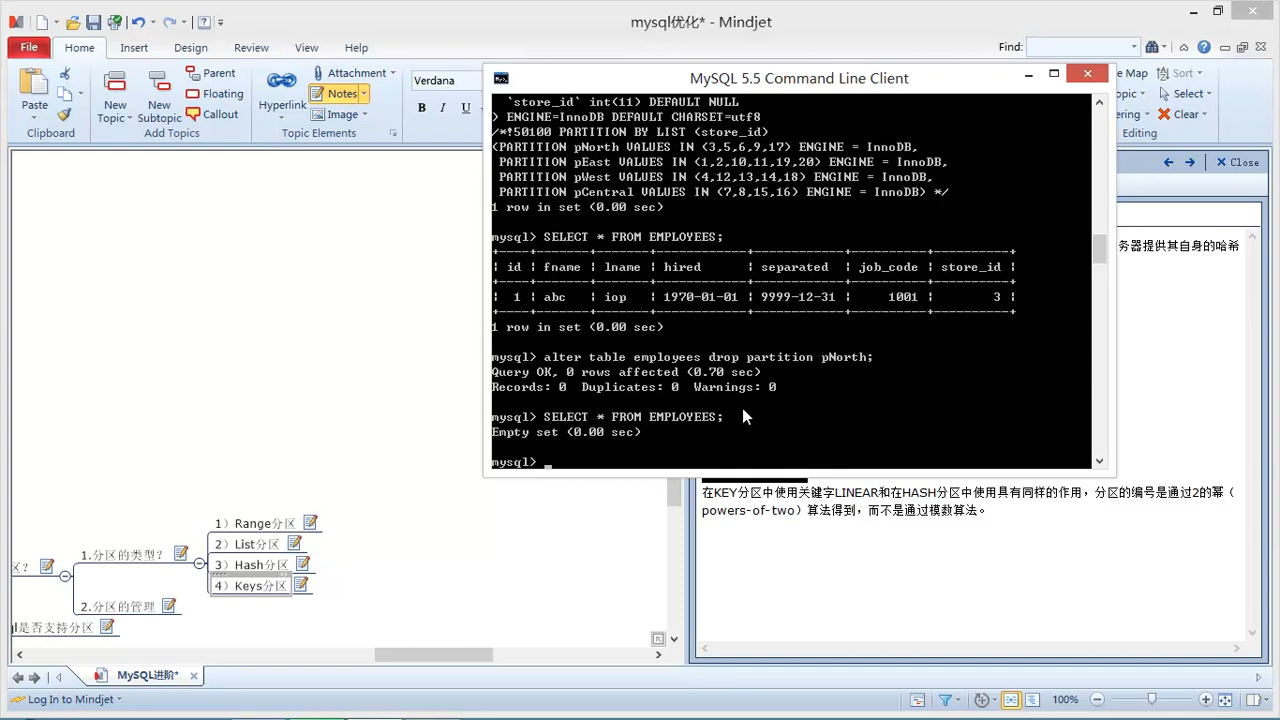 mysql优化* - Mindjet
File
Home
Insert
Design
Review
View
Help
Find:
Paste
Clipboard
New Topic
New Subtopic
Parent
Floating
Callout
Add Topics
Hyperlink
Attachment
Notes
Image
Topic Elements
Verdana
B I U
Map
Sort
Select
Clear
Editing
MySQL 5.5 Command Line Client
`store_id` int(11) DEFAULT NULL
) ENGINE=InnoDB DEFAULT CHARSET=utf8
/*!50100 PARTITION BY LIST (store_id)
(PARTITION pNorth VALUES IN (3,5,6,9,17) ENGINE = InnoDB,
PARTITION pEast VALUES IN (1,2,10,11,19,20) ENGINE = InnoDB,
PARTITION pWest VALUES IN (4,12,13,14,18) ENGINE = InnoDB,
PARTITION pCentral VALUES IN (7,8,15,16) ENGINE = InnoDB) */
1 row in set (0.00 sec)
mysql> SELECT * FROM EMPLOYEES;
+----+-------+-------+------------+------------+----------+----------+
| id | fname | lname | hired | separated | job_code | store_id |
+----+-------+-------+------------+------------+----------+----------+
| 1 | abc | iop | 1970-01-01 | 9999-12-31 | 1001 | 3 |
+----+-------+-------+------------+------------+----------+----------+
1 row in set (0.00 sec)
mysql> alter table employees drop partition pNorth;
Query OK, 0 rows affected (0.70 sec)
Records: 0 Duplicates: 0 Warnings: 0
mysql> SELECT * FROM EMPLOYEES;
Empty set (0.00 sec)
mysql>
Close
务器提供其自身的哈希
在KEY分区中使用关键字LINEAR和在HASH分区中使用具有同样的作用，分区的编号是通过2的幂（
powers-of-two）算法得到，而不是通过模数算法。
1）Range分区
2）List分区
3）Hash分区
4）Keys分区
区?
1.分区的类型?
2.分区的管理
是否支持分区
MySQL进阶*
Log In to Mindjet
100%